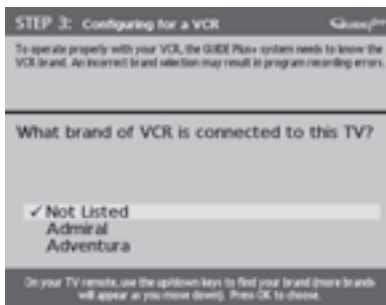 STEP 3: Configuring for a VCR
To operate properly with your VCR, the GUIDE Plus+ system needs to know the
VCR brand. An incorrect brand selection may result in program recording errors.
What brand of VCR is connected to this TV?
✓ Not Listed
Admiral
Adventura
On your TV remote, use the up/down keys to find your brand (more brands
will appear as you move down). Press OK to choose.